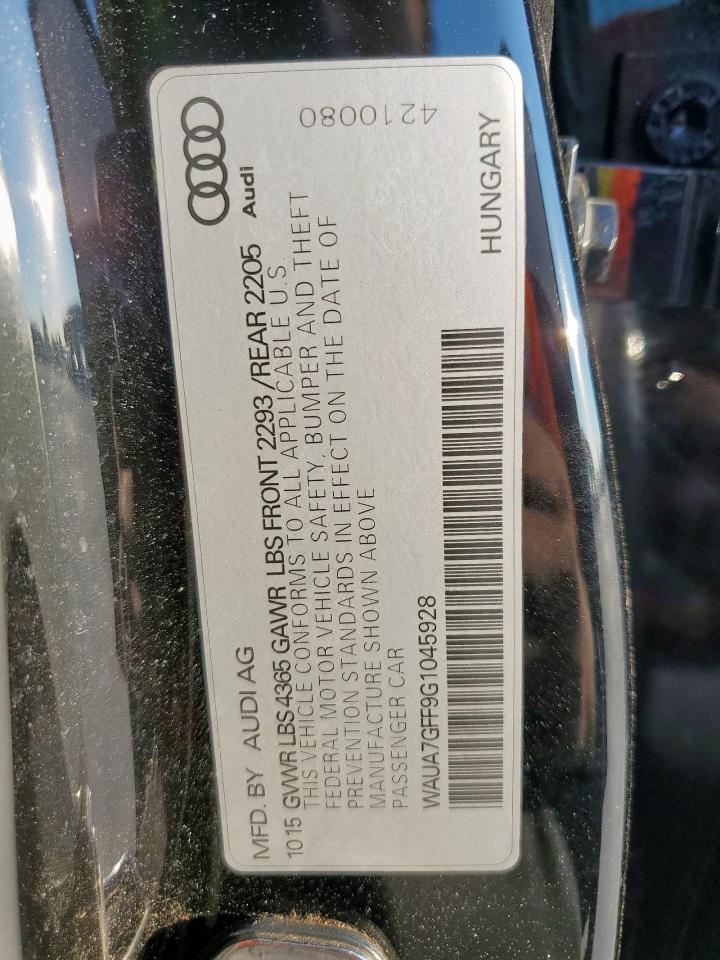 MFD. BY AUDI AG
Audi
10 15 GVWR LBS 4365 GAWR LBS FRONT 2293 /REAR 2205
THIS VEHICLE CONFORMS TO ALL APPLICABLE U.S
FEDERAL MOTOR VEHICLE SAFETY, BUMPER AND THEFT
PREVENTION STANDARDS IN EFFECT ON THE DATE OF
MANUFACTURE SHOWN ABOVE
PASSENGER CAR
WAUA7GFF9G1045928
HUNGARY
4210080